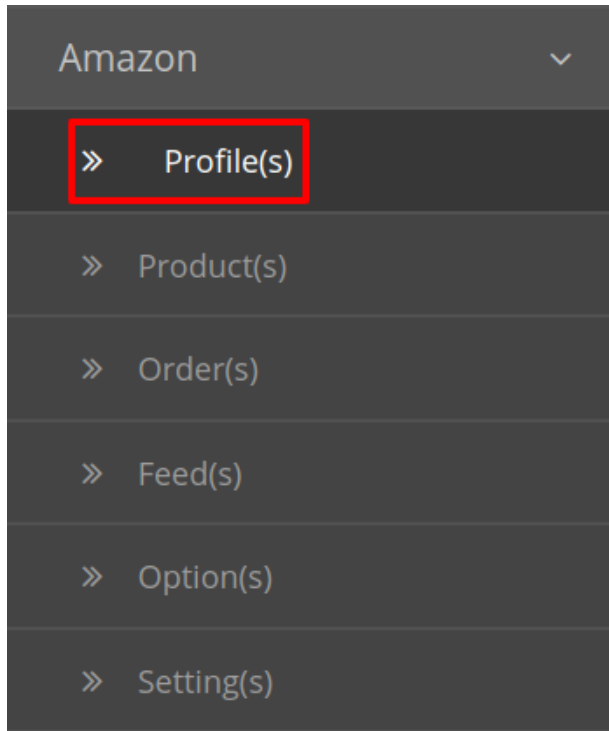 Amazon
Profile(s)
Product(s)
Order(s)
Feed(s)
Option(s)
Setting(s)